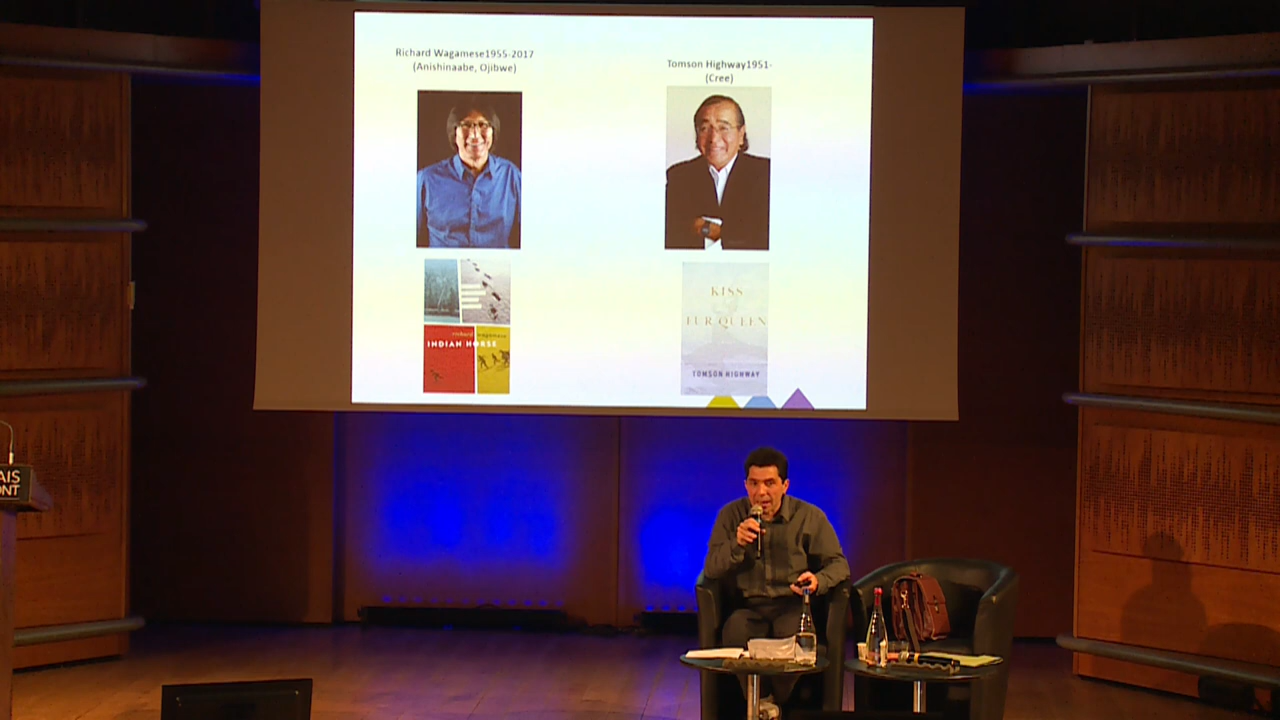 Richard Wagamese1955-2017
(Anishinaabe, Ojibwe)
Tomson Highway1951-
(Cree)
richard wagamese
INDIAN HORSE
KISS
FUR QUEEN
TOMSON HIGHWAY
AIS
ONT